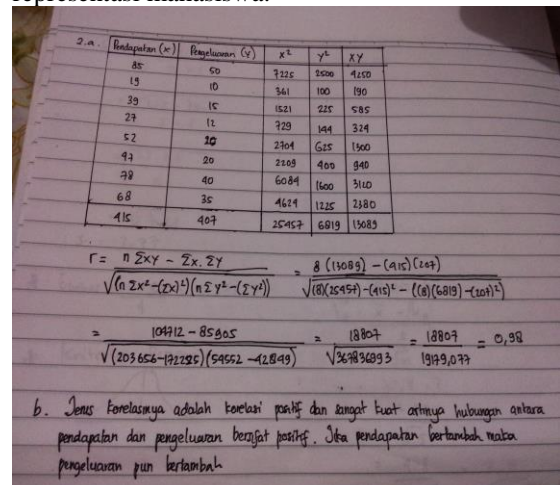 representasi mahasiswa.
2.a. Pendapatan (x) Pengeluaran (y) x² y² xy
85 50 7225 2500 4250
19 10 361 100 190
39 15 1521 225 585
27 12 729 144 324
52 2704 625 1300
47 20 2209 400 940
78 40 6084 1600 3120
68 35 4624 1225 2380
415 407 25457 6819 13089
r = n Σxy - Σx. Σy = 8 (13089) - (415)(207)
√(n Σx²-(Σx)²)(n Σy²-(Σy²)) √(8)(25457)-(415)² - ((8)(6819)-(207)²)
= 104712 - 85905 = 18807 = 18807 = 0,98
√(203656-172225)(54552-42849) √367836893 19179,077
b. Jenis korelasinya adalah korelasi positif dan sangat kuat artinya hubungan antara
pendapatan dan pengeluaran bersifat positif. Jika pendapatan bertambah maka
pengeluaran pun bertambah